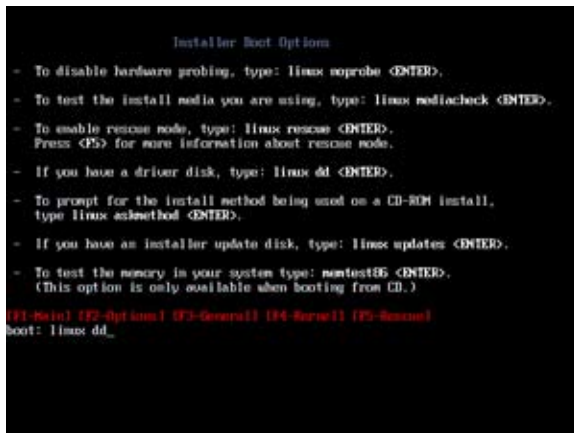 Installer Boot Options
- To disable hardware probing, type: linux noprobe <ENTER>.
- To test the install media you are using, type: linux mediacheck <ENTER>.
- To enable rescue mode, type: linux rescue <ENTER>.
Press <F5> for more information about rescue mode.
- If you have a driver disk, type: linux dd <ENTER>.
- To prompt for the install method being used on a CD-ROM install,
type linux askmethod <ENTER>.
- If you have an installer update disk, type: linux updates <ENTER>.
- To test the memory in your system type: memtest86 <ENTER>.
(This option is only available when booting from CD.)
[F1-Main] [F2-Options] [F3-General] [F4-Kernel] [F5-Rescue]
boot: linux dd_